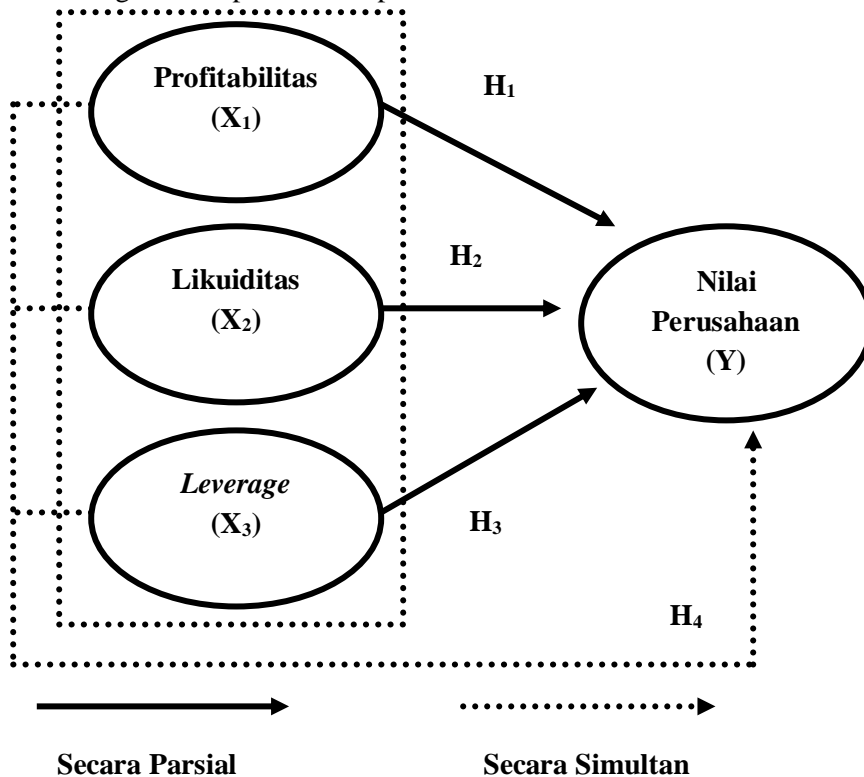 Profitabilitas
(X₁)
H₁
H₂
Likuiditas
(X₂)
Nilai
Perusahaan
(Y)
Leverage
(X₃)
H₃
H₄
Secara Parsial
Secara Simultan